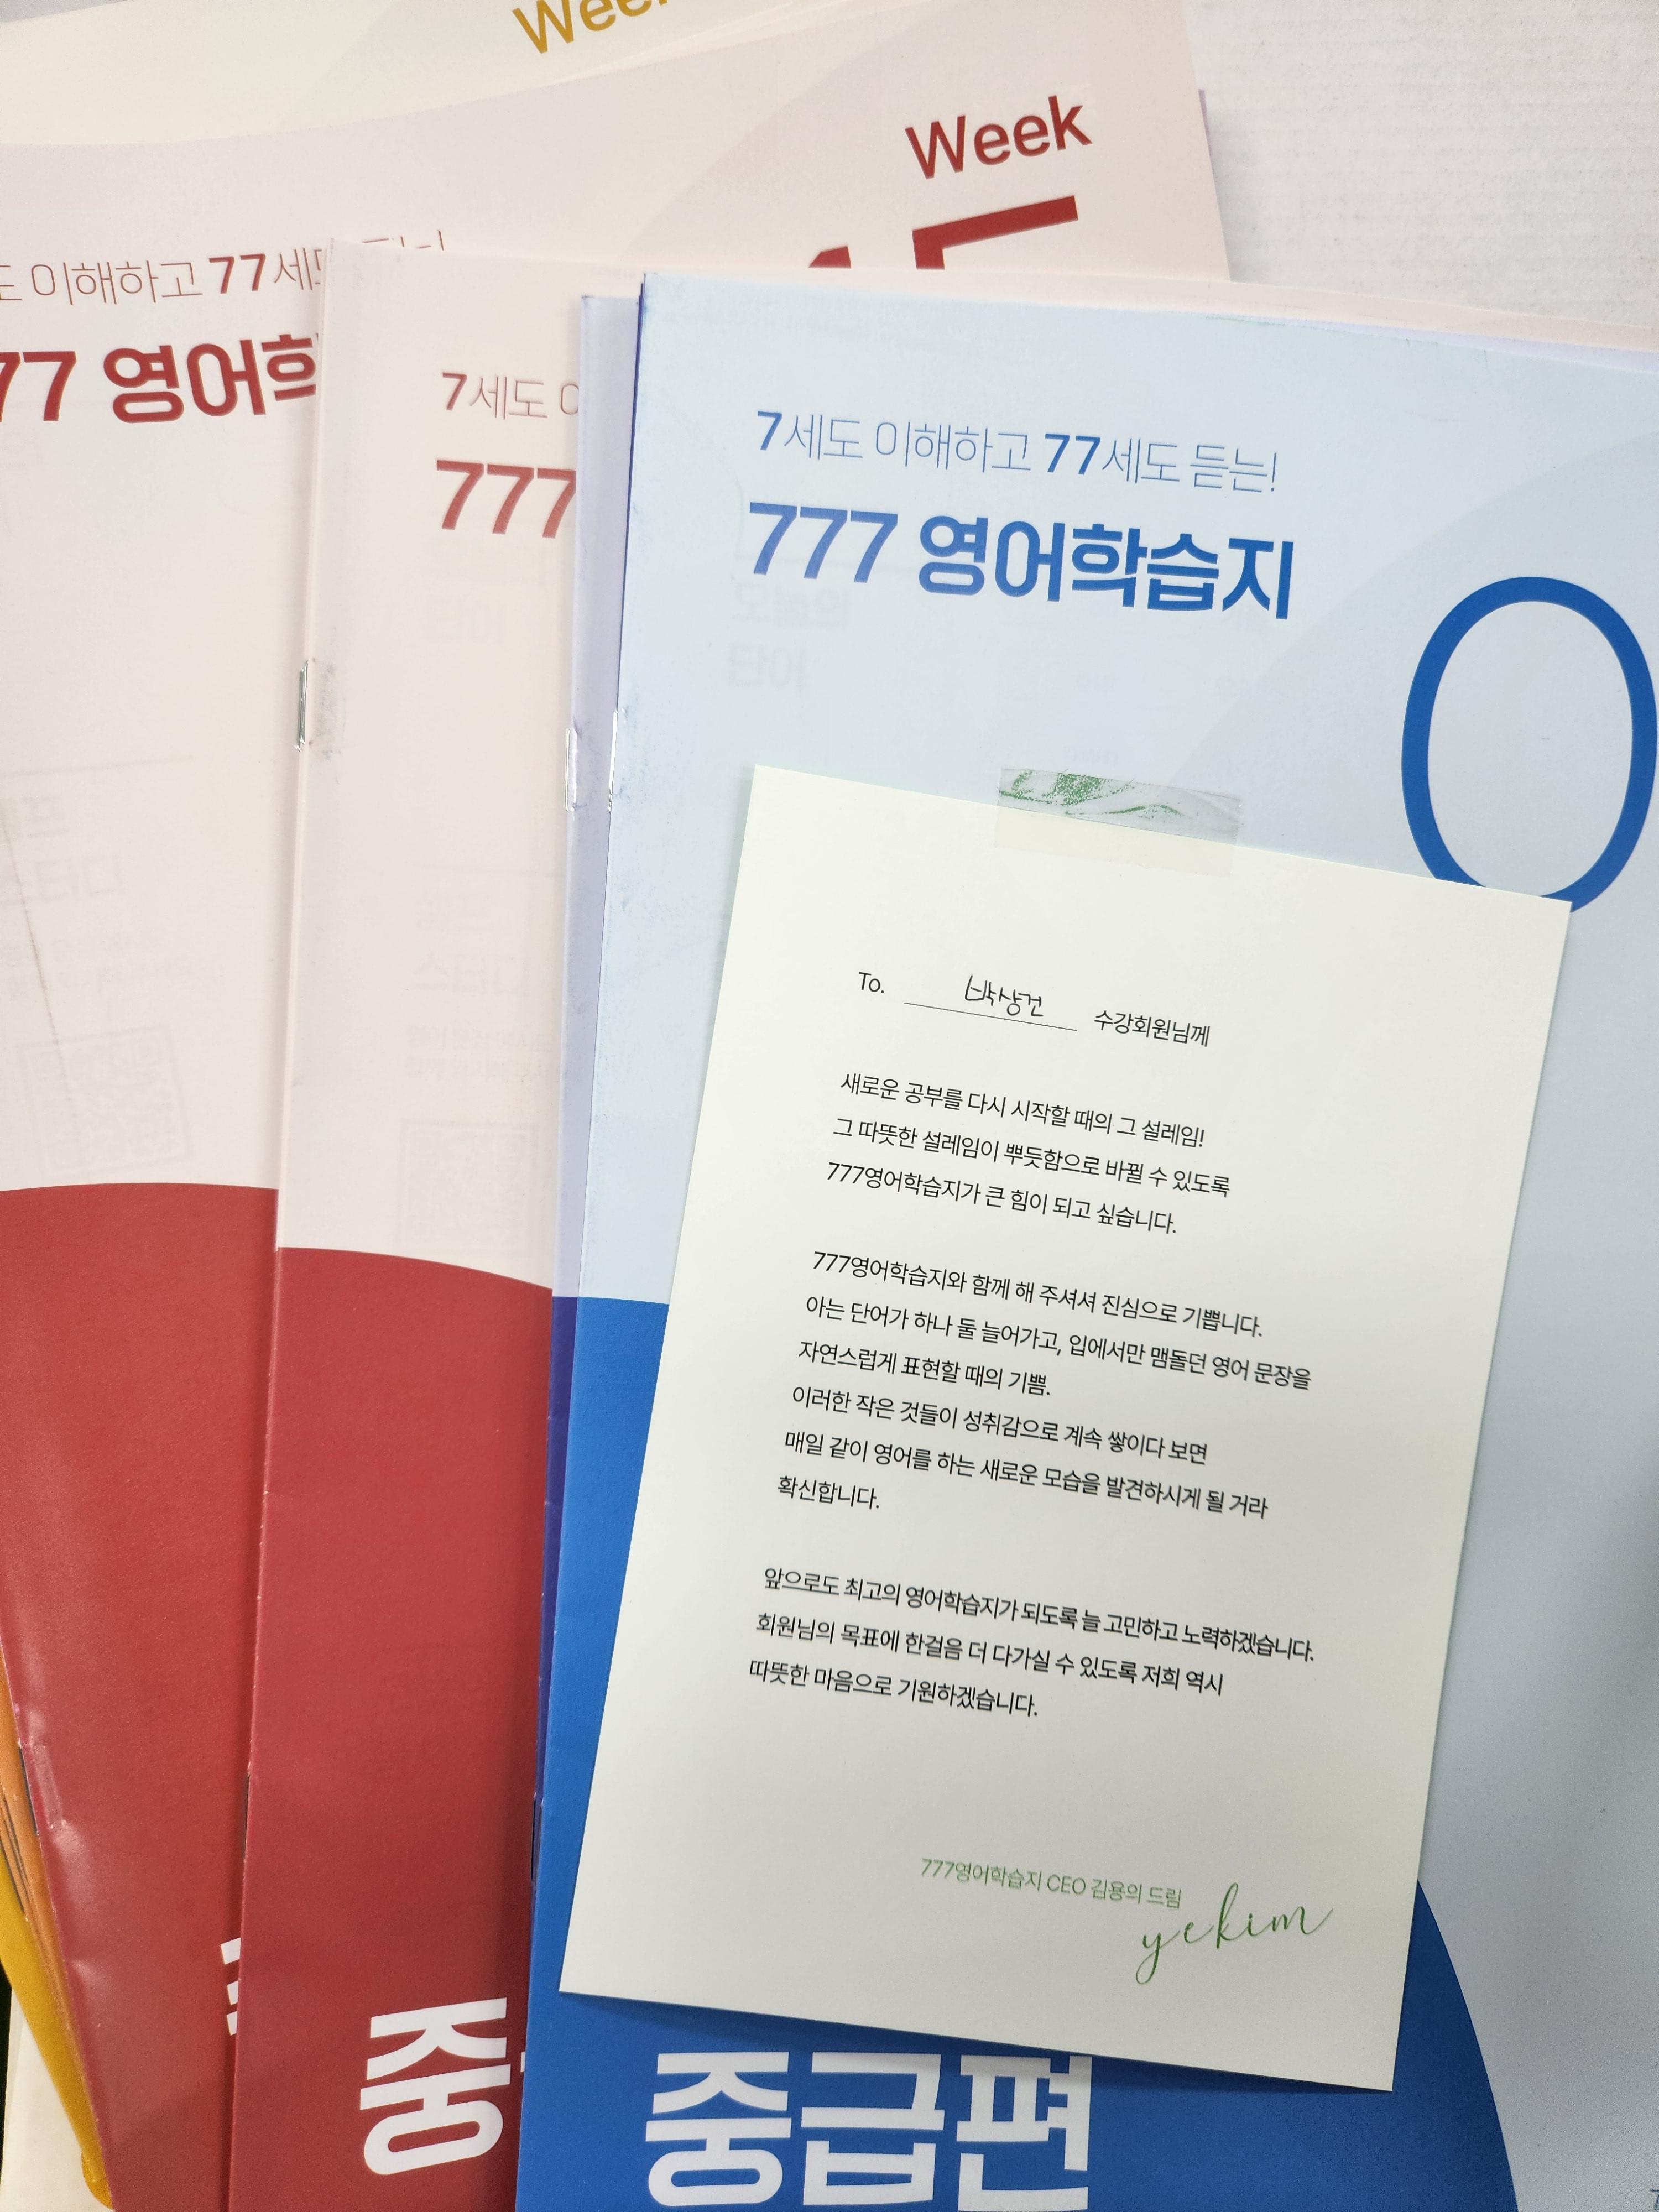 Week
Week
이해하고 77세도
77 영어학
7세도
777
7세도 이해하고 77세도 듣는!
777 영어학습지
0
To. 박상건 수강회원님께
새로운 공부를 다시 시작할 때의 그 설레임!
그 따뜻한 설레임이 뿌듯함으로 바뀔 수 있도록
777영어학습지가 큰 힘이 되고 싶습니다.
777영어학습지와 함께 해 주셔셔 진심으로 기쁩니다.
아는 단어가 하나 둘 늘어가고, 입에서만 맴돌던 영어 문장을
자연스럽게 표현할 때의 기쁨.
이러한 작은 것들이 성취감으로 계속 쌓이다 보면
매일 같이 영어를 하는 새로운 모습을 발견하시게 될 거라
확신합니다.
앞으로도 최고의 영어학습지가 되도록 늘 고민하고 노력하겠습니다.
회원님의 목표에 한걸음 더 다가실 수 있도록 저희 역시
따뜻한 마음으로 기원하겠습니다.
777영어학습지 CEO 김용의 드림
yekim
중
중급편